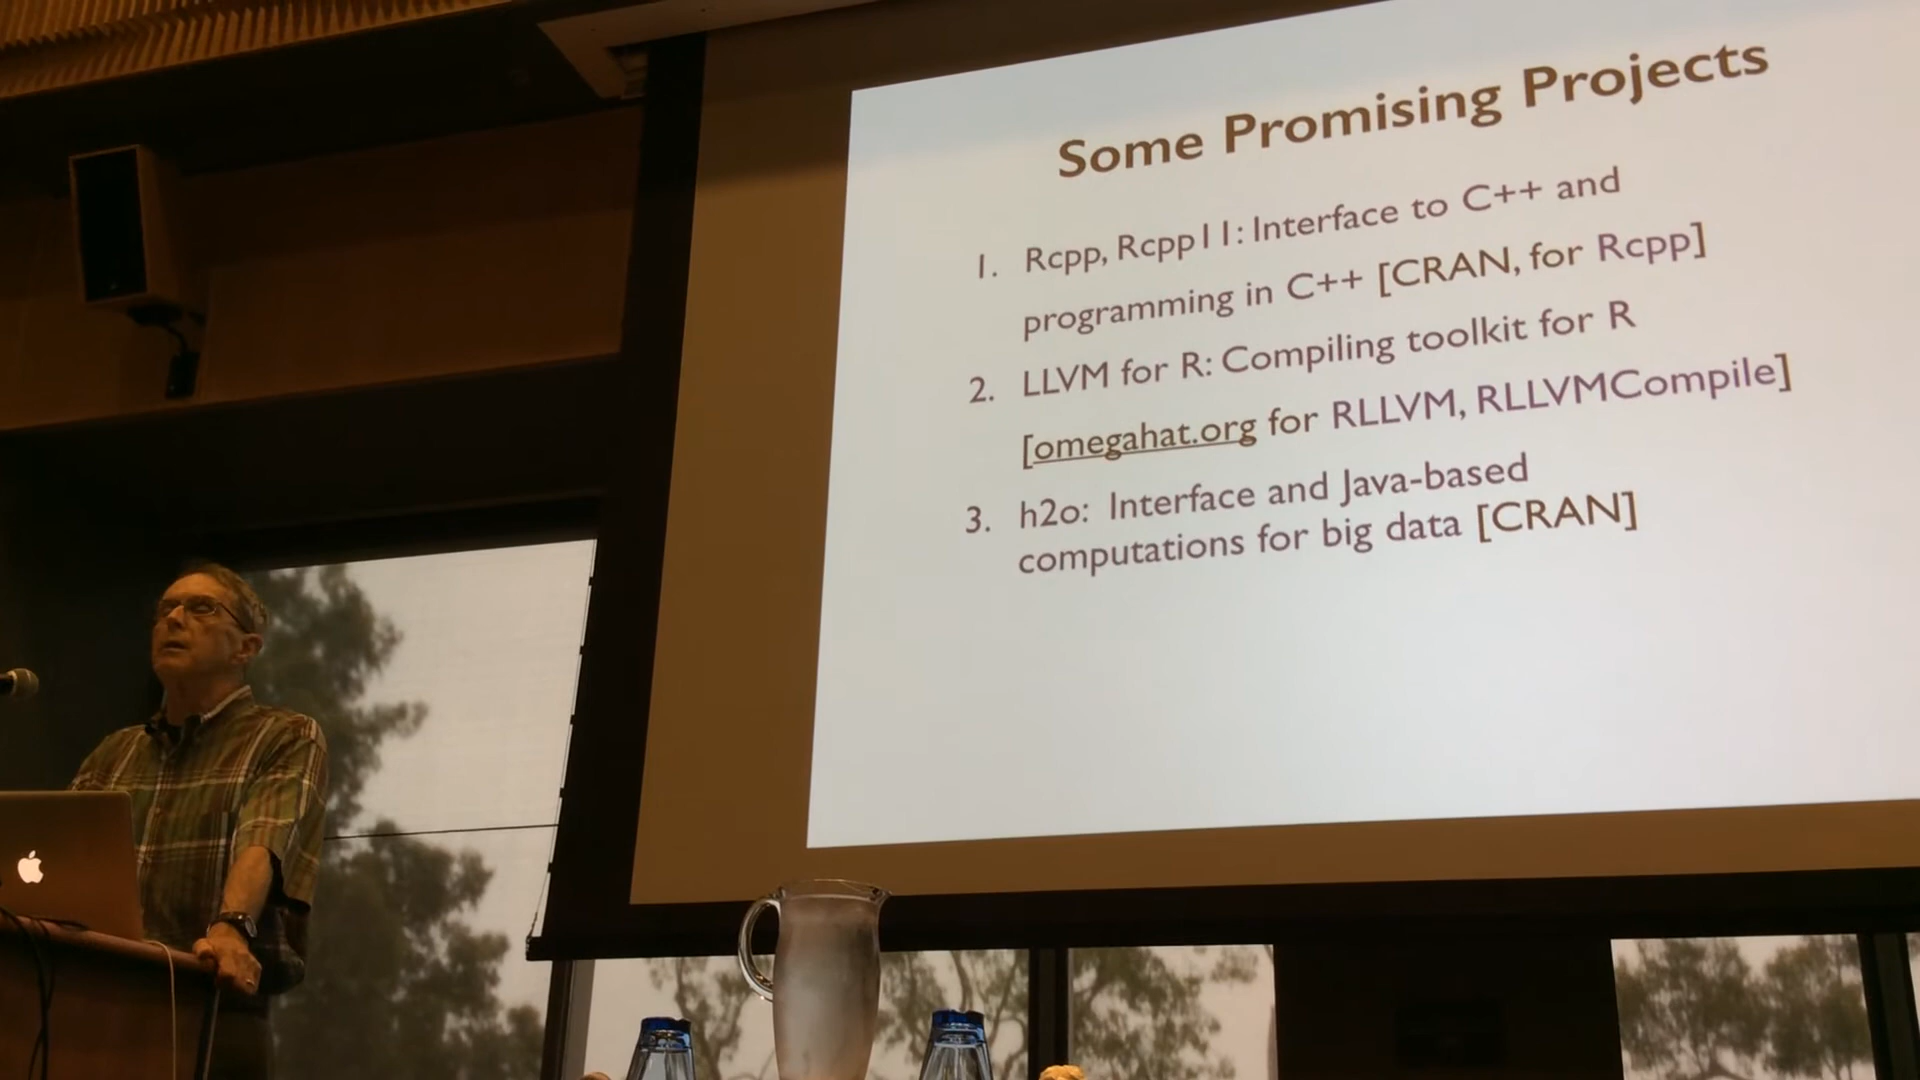 Some Promising Projects
1. Rcpp, Rcpp11: Interface to C++ and
programming in C++ [CRAN, for Rcpp]
2. LLVM for R: Compiling toolkit for R
[omegahat.org for RLLVM, RLLVMCompile]
3. h2o: Interface and Java-based
computations for big data [CRAN]